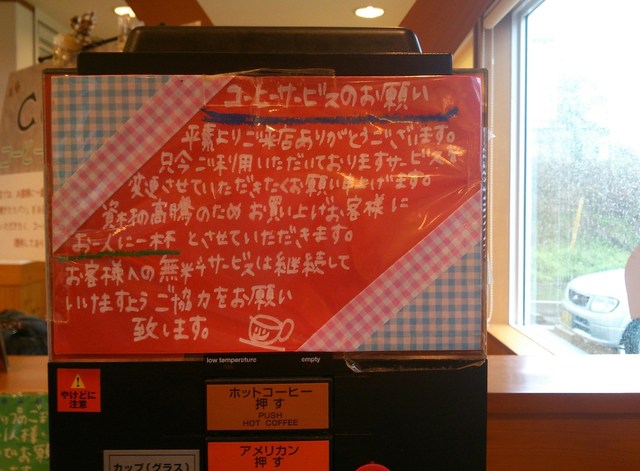 コーヒーサービスのお願い
平素よりご来店ありがとうございます。
只今ご利用いただいておりますサービスを
変更させていただきたくお願い申上げます。
資材の高騰のため お買い上げお客様に
お一人に一杯 とさせていただきます。
お客様への無料サービスは継続して
いけますようご協力をお願い
致します。
low temperature empty
やけどに
注意
ホットコーヒー
押す
PUSH
HOT COFFEE
カップ(グラス)
アメリカン
押す